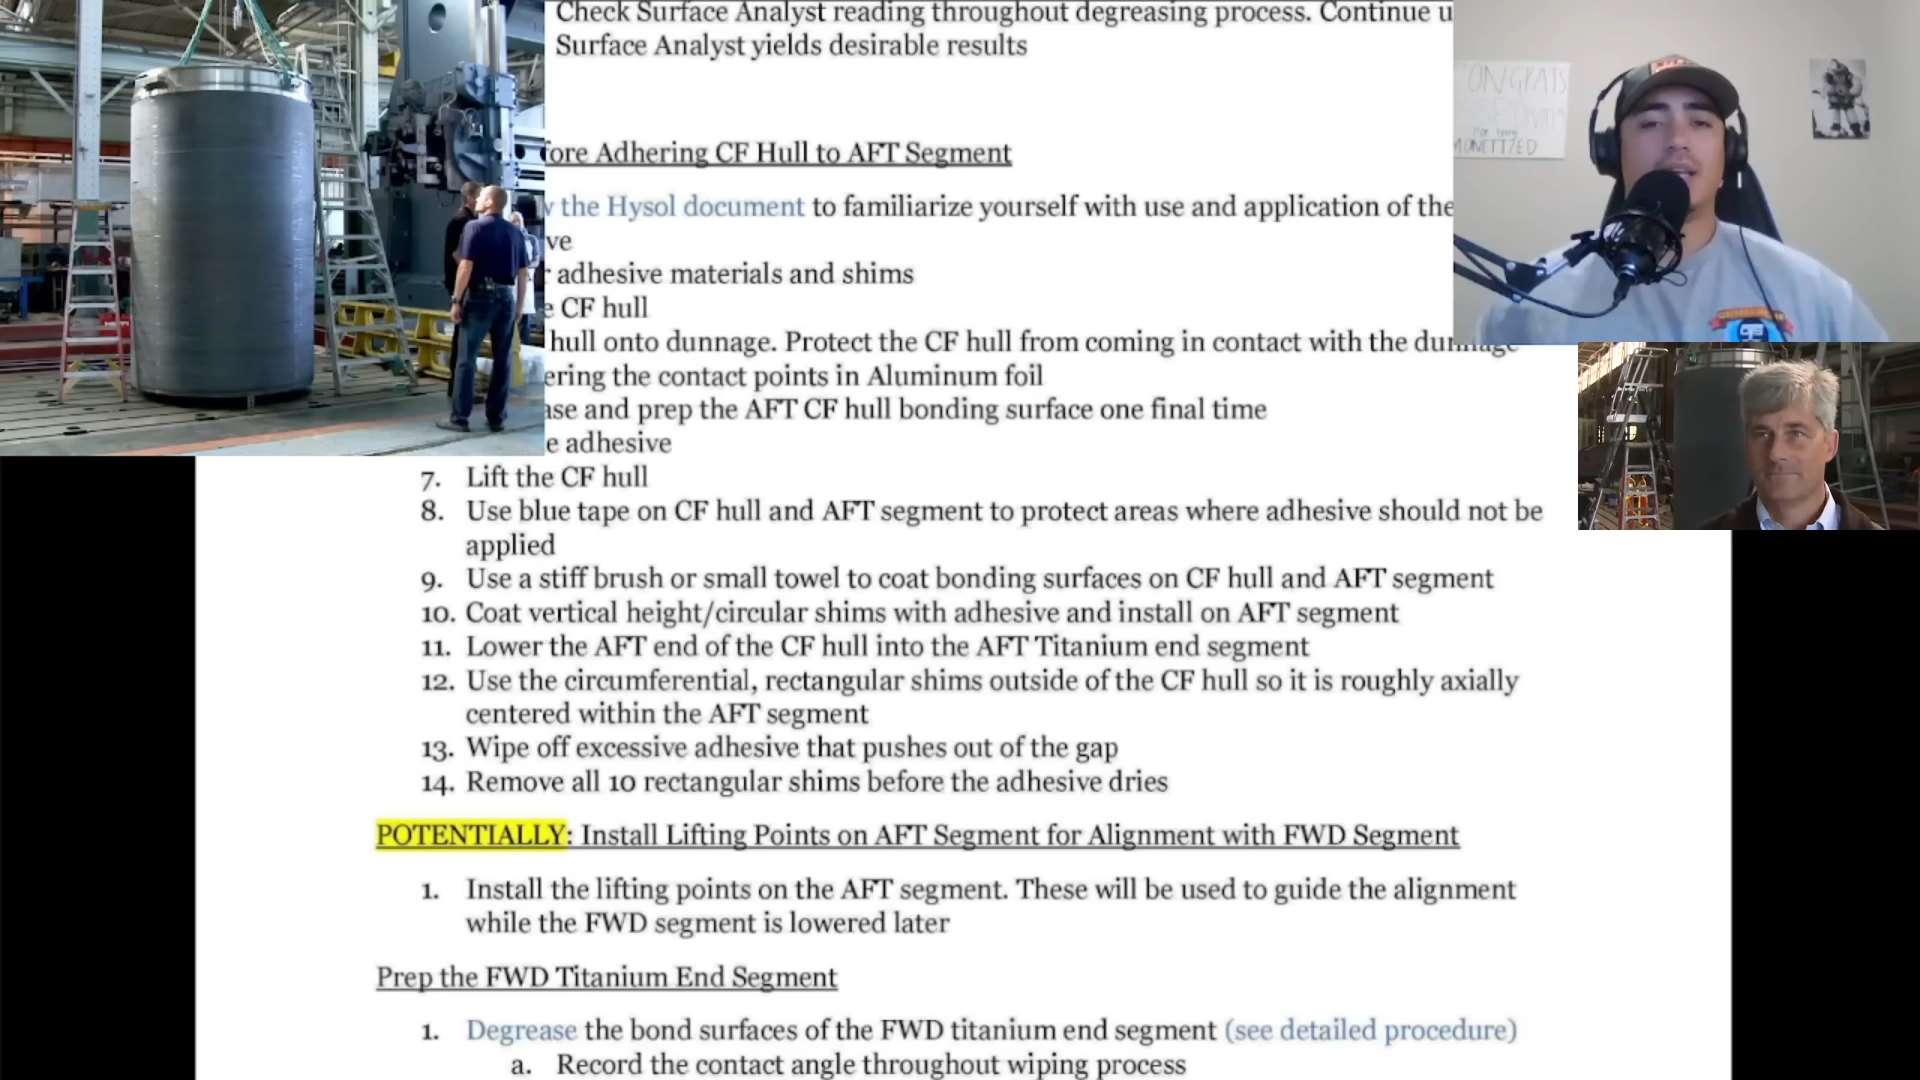 Check Surface Analyst reading throughout degreasing process. Continue u
Surface Analyst yields desirable results
ONGRATS
For being
MONETIZED
fore Adhering CF Hull to AFT Segment
the Hysol document to familiarize yourself with use and application of the
ve
adhesive materials and shims
e CF hull
hull onto dunnage. Protect the CF hull from coming in contact with the dunnage
ering the contact points in Aluminum foil
ase and prep the AFT CF hull bonding surface one final time
e adhesive
7. Lift the CF hull
8. Use blue tape on CF hull and AFT segment to protect areas where adhesive should not be
applied
9. Use a stiff brush or small towel to coat bonding surfaces on CF hull and AFT segment
10. Coat vertical height/circular shims with adhesive and install on AFT segment
11. Lower the AFT end of the CF hull into the AFT Titanium end segment
12. Use the circumferential, rectangular shims outside of the CF hull so it is roughly axially
centered within the AFT segment
13. Wipe off excessive adhesive that pushes out of the gap
14. Remove all 10 rectangular shims before the adhesive dries
POTENTIALLY: Install Lifting Points on AFT Segment for Alignment with FWD Segment
1. Install the lifting points on the AFT segment. These will be used to guide the alignment
while the FWD segment is lowered later
Prep the FWD Titanium End Segment
1. Degrease the bond surfaces of the FWD titanium end segment (see detailed procedure)
a. Record the contact angle throughout wiping process